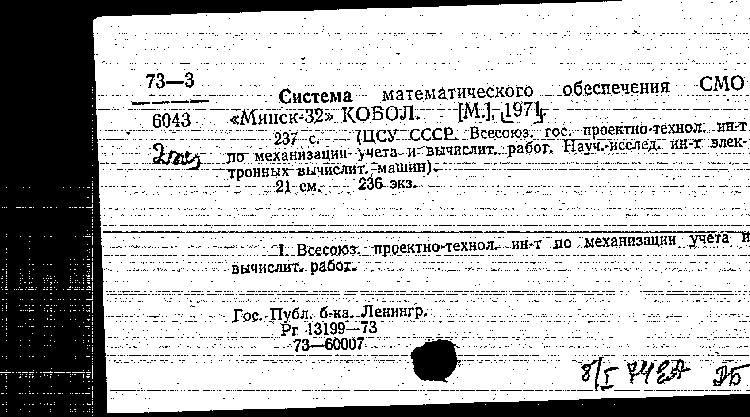 73—3
6043
Система математического обеспечения СМО
«Минск-32» КОБОЛ. [М.], 1971.
237 с. (ЦСУ СССР. Всесоюз. гос. проектно-технол. ин-т
по механизации учета и вычислит. работ. Науч.-исслед. ин-т элек-
тронных вычислит. машин).
21 см. 236 экз.
I. Всесоюз. проектно-технол. ин-т по механизации учета и
вычислит. работ.
Гос. Публ. б-ка. Ленингр.
Рг 13199—73
73—60007